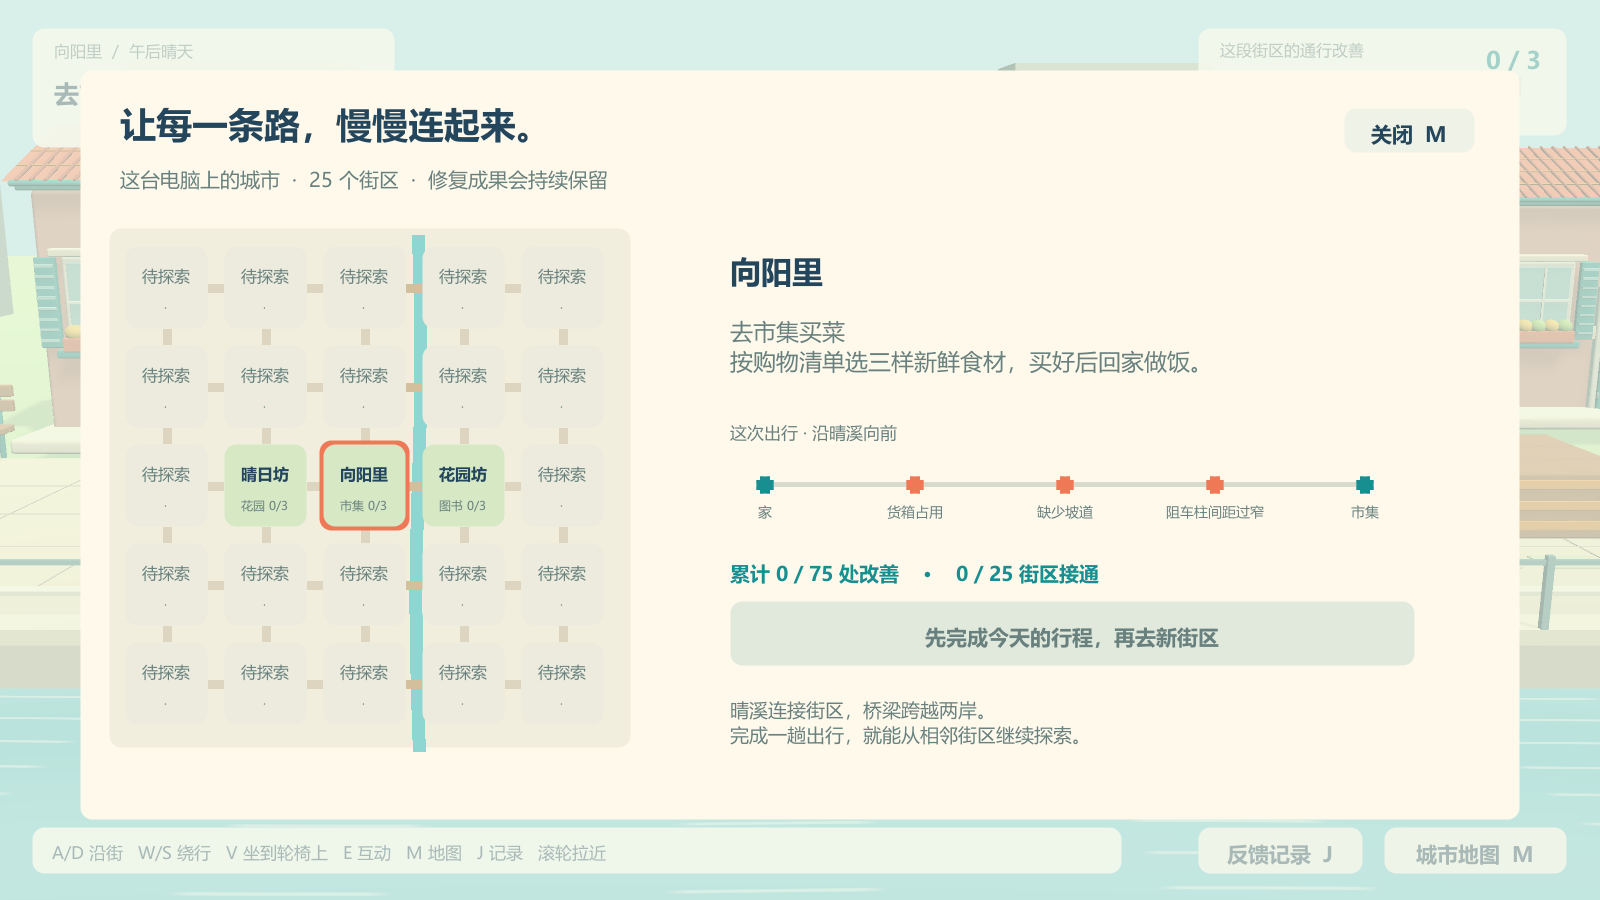 向阳里 / 午后晴天
这段街区的通行改善
0 / 3
去
让每一条路，慢慢连起来。
关闭 M
这台电脑上的城市 · 25 个街区 · 修复成果会持续保留
待探索 待探索 待探索 待探索 待探索
· · · · ·
待探索 待探索 待探索 待探索 待探索
· · · · ·
待探索 晴日坊 向阳里 花园坊 待探索
· 花园 0/3 市集 0/3 图书 0/3 ·
待探索 待探索 待探索 待探索 待探索
· · · · ·
待探索 待探索 待探索 待探索 待探索
· · · · ·
向阳里
去市集买菜
按购物清单选三样新鲜食材，买好后回家做饭。
这次出行 · 沿晴溪向前
家 货箱占用 缺少坡道 阻车柱间距过窄 市集
累计 0 / 75 处改善 • 0 / 25 街区接通
先完成今天的行程，再去新街区
晴溪连接街区，桥梁跨越两岸。
完成一趟出行，就能从相邻街区继续探索。
A/D 沿街 W/S 绕行 V 坐到轮椅上 E 互动 M 地图 J 记录 滚轮拉近
反馈记录 J
城市地图 M